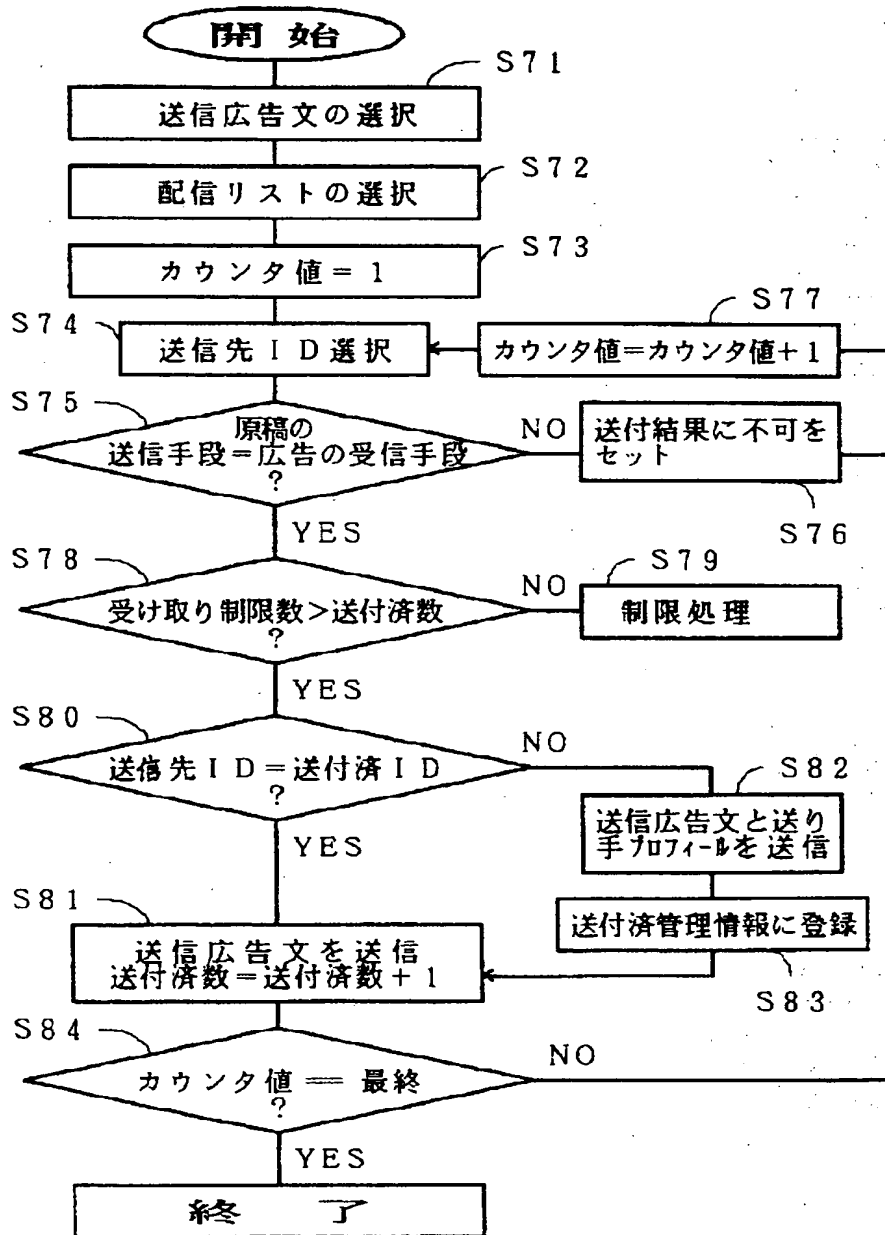 開始
S71
送信広告文の選択
S72
配信リストの選択
S73
カウンタ値=1
S74
送信先ID選択
S77
カウンタ値=カウンタ値+1
S75
原稿の
送信手段=広告の受信手段
?
NO
送付結果に不可を
セット
S76
YES
S78
受け取り制限数>送付済数
?
NO
S79
制限処理
YES
S80
送信先ID=送付済ID
?
NO
S82
送信広告文と送り
手プロフィールを送信
YES
S81
送信広告文を送信
送付済数=送付済数+1
送付済管理情報に登録
S83
S84
カウンタ値==最終
?
NO
YES
終了